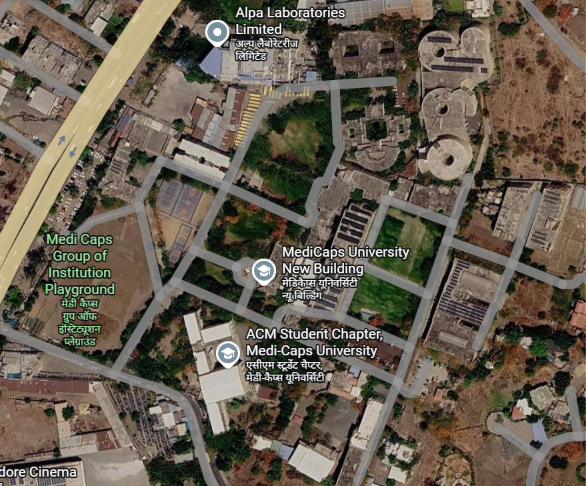 Alpa Laboratories
Limited
अल्पा लैबोरेटरीज
लिमिटेड
Medi Caps
Group of
Institution
Playground
मेडी कैप्स
ग्रुप ऑफ
इंस्टिट्यूशन
प्लेग्राउंड
MediCaps University
New Building
मेडिकैप्स यूनिवर्सिटी
न्यू बिल्डिंग
ACM Student Chapter,
Medi-Caps University
एसीएम स्टूडेंट चैप्टर,
मेडी-कैप्स यूनिवर्सिटी
dore Cinema